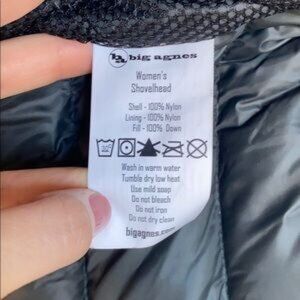 ba big agnes
Women's
Shovelhead
Shell - 100% Nylon
Lining - 100% Nylon
Fill - 100% Down
Wash in warm water
Tumble dry low heat
Use mild soap
Do not bleach
Do not iron
Do not dry clean
bigagnes.com